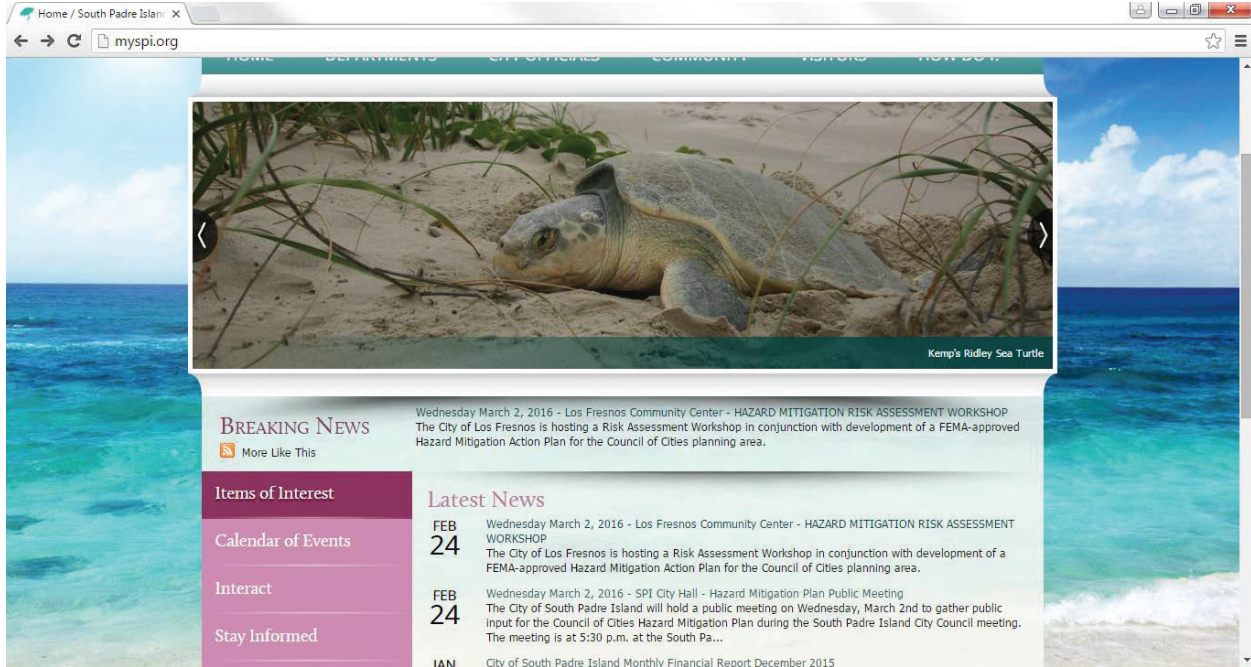 Home / South Padre Islan
myspi.org
HOME DEPARTMENTS CITY OFFICIALS COMMUNITY VISITORS HOW DO I?
Kemp's Ridley Sea Turtle
BREAKING NEWS
More Like This
Wednesday March 2, 2016 - Los Fresnos Community Center - HAZARD MITIGATION RISK ASSESSMENT WORKSHOP
The City of Los Fresnos is hosting a Risk Assessment Workshop in conjunction with development of a FEMA-approved
Hazard Mitigation Action Plan for the Council of Cities planning area.
Items of Interest
Calendar of Events
Interact
Stay Informed
Latest News
FEB
24
Wednesday March 2, 2016 - Los Fresnos Community Center - HAZARD MITIGATION RISK ASSESSMENT
WORKSHOP
The City of Los Fresnos is hosting a Risk Assessment Workshop in conjunction with development of a
FEMA-approved Hazard Mitigation Action Plan for the Council of Cities planning area.
FEB
24
Wednesday March 2, 2016 - SPI City Hall - Hazard Mitigation Plan Public Meeting
The City of South Padre Island will hold a public meeting on Wednesday, March 2nd to gather public
input for the Council of Cities Hazard Mitigation Plan during the South Padre Island City Council meeting.
The meeting is at 5:30 p.m. at the South Pa...
JAN
City of South Padre Island Monthly Financial Report December 2015